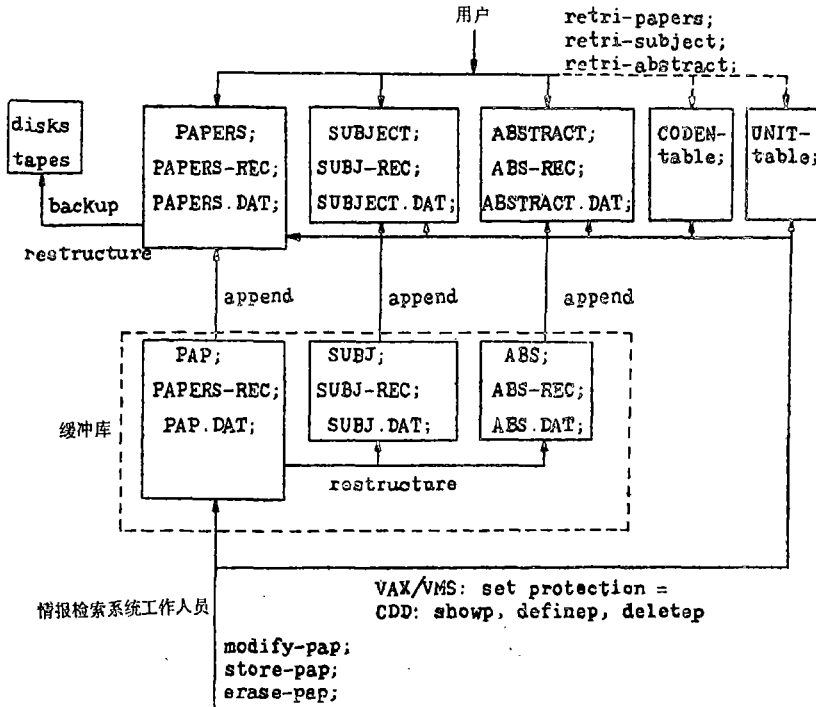 用户
retri-papers;
retri-subject;
retri-abstract;
disks
tapes
PAPERS;
PAPERS-REC;
PAPERS.DAT;
SUBJECT;
SUBJ-REC;
SUBJECT.DAT;
ABSTRACT;
ABS-REC;
ABSTRACT.DAT;
CODEN-
table;
UNIT-
table;
backup
restructure
append
append
append
缓冲库
PAP;
PAPERS-REC;
PAP.DAT;
SUBJ;
SUBJ-REC;
SUBJ.DAT;
ABS;
ABS-REC;
ABS.DAT;
restructure
情报检索系统工作人员
VAX/VMS: set protection =
CDD: showp, definep, deletep
modify-pap;
store-pap;
erase-pap;